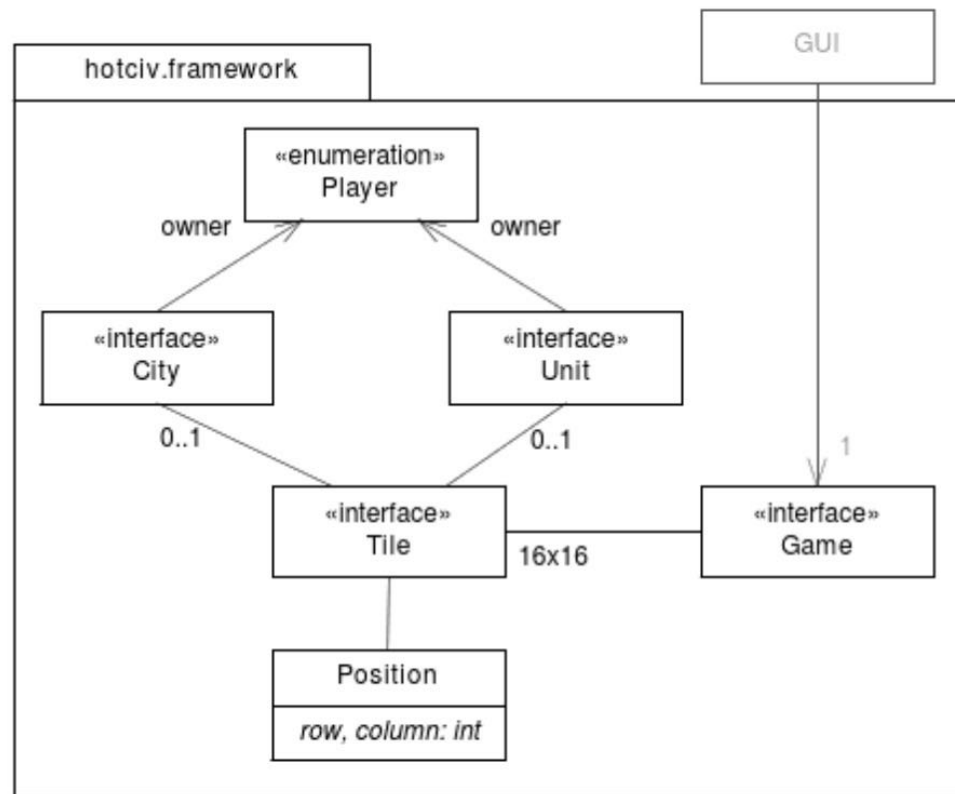 GUI
hotciv.framework
«enumeration»
Player
owner
owner
«interface»
City
«interface»
Unit
0..1
0..1
1
«interface»
Tile
«interface»
Game
16x16
Position
row, column: int